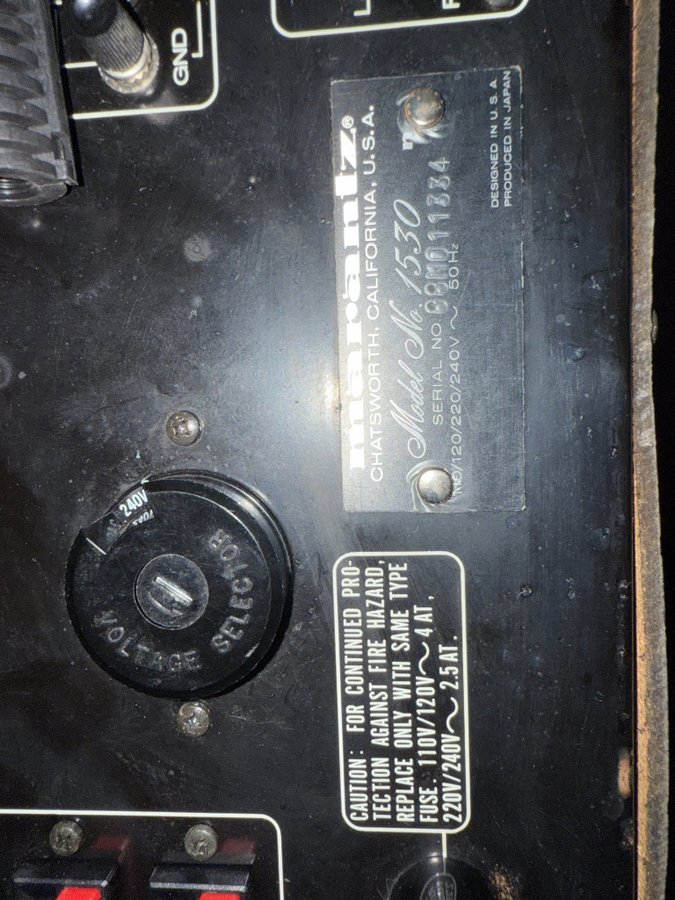 GND
marantz®
CHATSWORTH, CALIFORNIA, U.S.A.
Model No. 1530
SERIAL NO.
/120/220/240V ~ 50Hz
DESIGNED IN U.S.A.
PRODUCED IN JAPAN
240V
VOLTAGE SELECTOR
CAUTION: FOR CONTINUED PRO-
TECTION AGAINST FIRE HAZARD,
REPLACE ONLY WITH SAME TYPE
FUSE. 110V/120V~4 AT,
220V/240V~ 2.5AT.